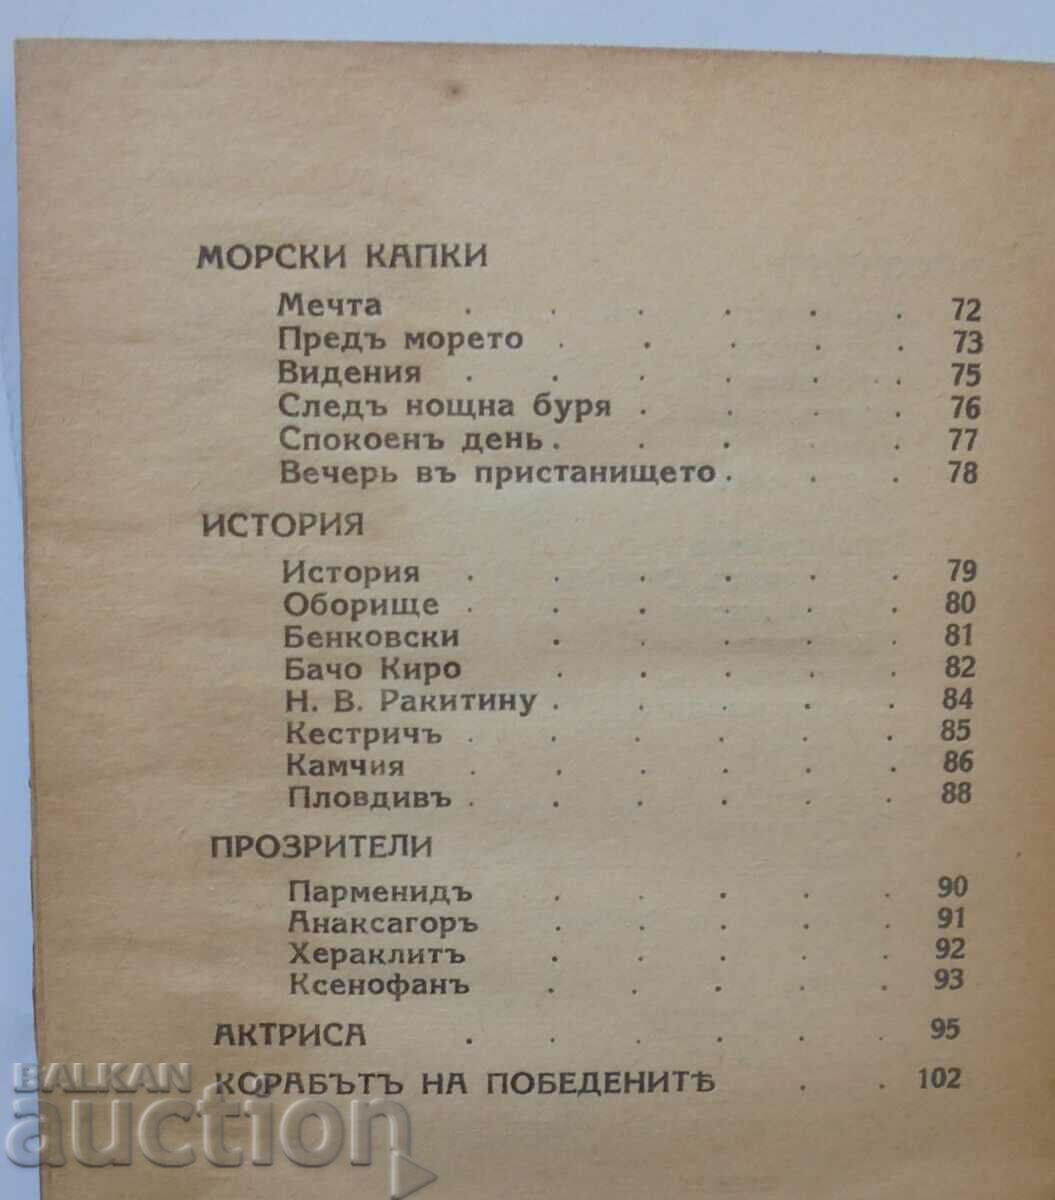 МОРСКИ КАПКИ
Мечта . . . . . . 72
Предъ морето . . . . . 73
Видения . . . . . . 75
Следъ нощна буря . . . . 76
Спокоенъ день . . . . . 77
Вечерь въ пристанището . . . 78
ИСТОРИЯ
История . . . . . . 79
Оборище . . . . . . 80
Бенковски . . . . . 81
Бачо Киро . . . . . 82
Н. В. Ракитину . . . . . 84
Кестричъ . . . . . . 85
Камчия . . . . . . 86
Пловдивъ . . . . . . 88
ПРОЗРИТЕЛИ
Парменидъ . . . . . 90
Анаксагоръ . . . . . 91
Хераклитъ . . . . . 92
Ксенофанъ . . . . . 93
АКТРИСА . . . . . . 95
КОРАБЪТЪ НА ПОБЕДЕНИТѢ . . 102
BALKAN
auction